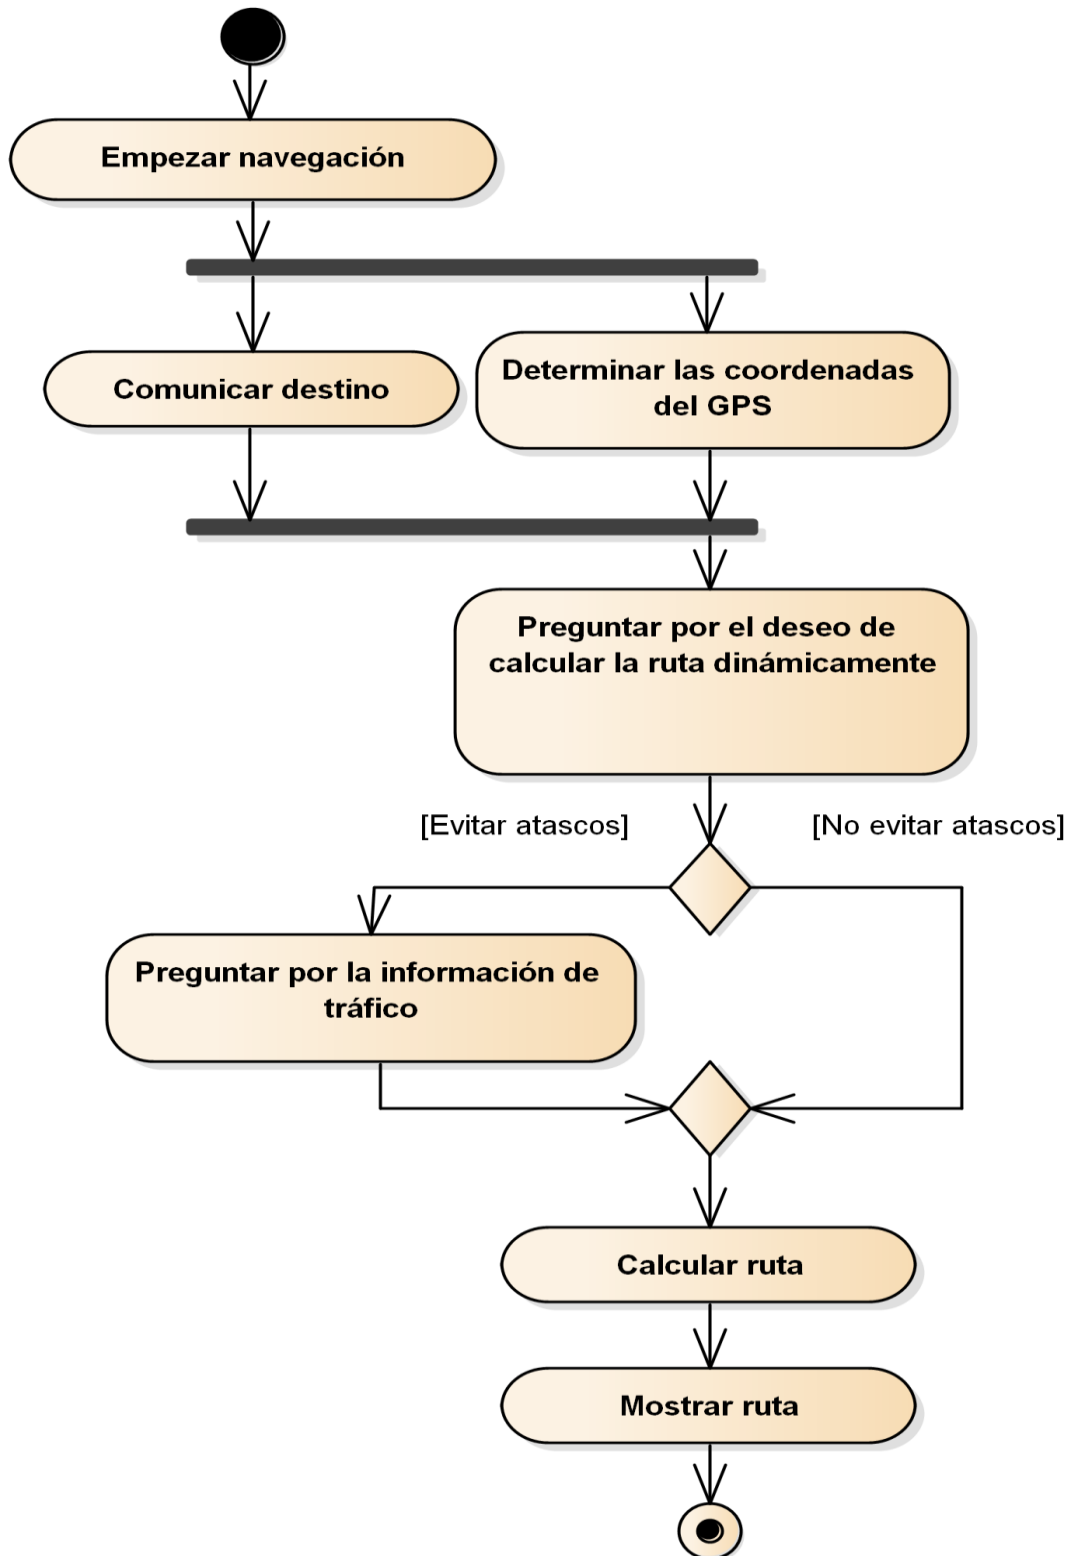 Empezar navegación
Comunicar destino
Determinar las coordenadas
del GPS
Preguntar por el deseo de
calcular la ruta dinámicamente
[Evitar atascos]
[No evitar atascos]
Preguntar por la información de
tráfico
Calcular ruta
Mostrar ruta